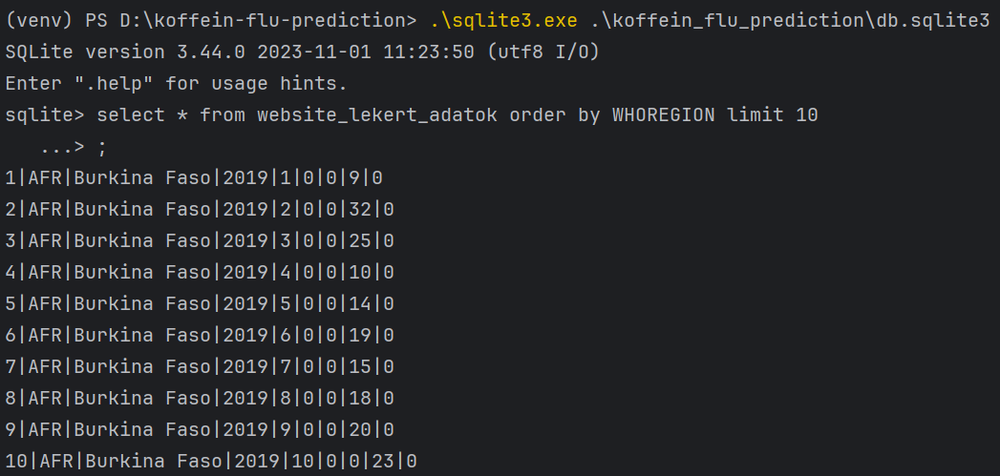 (venv) PS D:\koffein-flu-prediction> .\sqlite3.exe .\koffein_flu_prediction\db.sqlite3
SQLite version 3.44.0 2023-11-01 11:23:50 (utf8 I/O)
Enter ".help" for usage hints.
sqlite> select * from website_lekert_adatok order by WHOREGION limit 10
   ...> ;
1|AFR|Burkina Faso|2019|1|0|0|9|0
2|AFR|Burkina Faso|2019|2|0|0|32|0
3|AFR|Burkina Faso|2019|3|0|0|25|0
4|AFR|Burkina Faso|2019|4|0|0|10|0
5|AFR|Burkina Faso|2019|5|0|0|14|0
6|AFR|Burkina Faso|2019|6|0|0|19|0
7|AFR|Burkina Faso|2019|7|0|0|15|0
8|AFR|Burkina Faso|2019|8|0|0|18|0
9|AFR|Burkina Faso|2019|9|0|0|20|0
10|AFR|Burkina Faso|2019|10|0|0|23|0